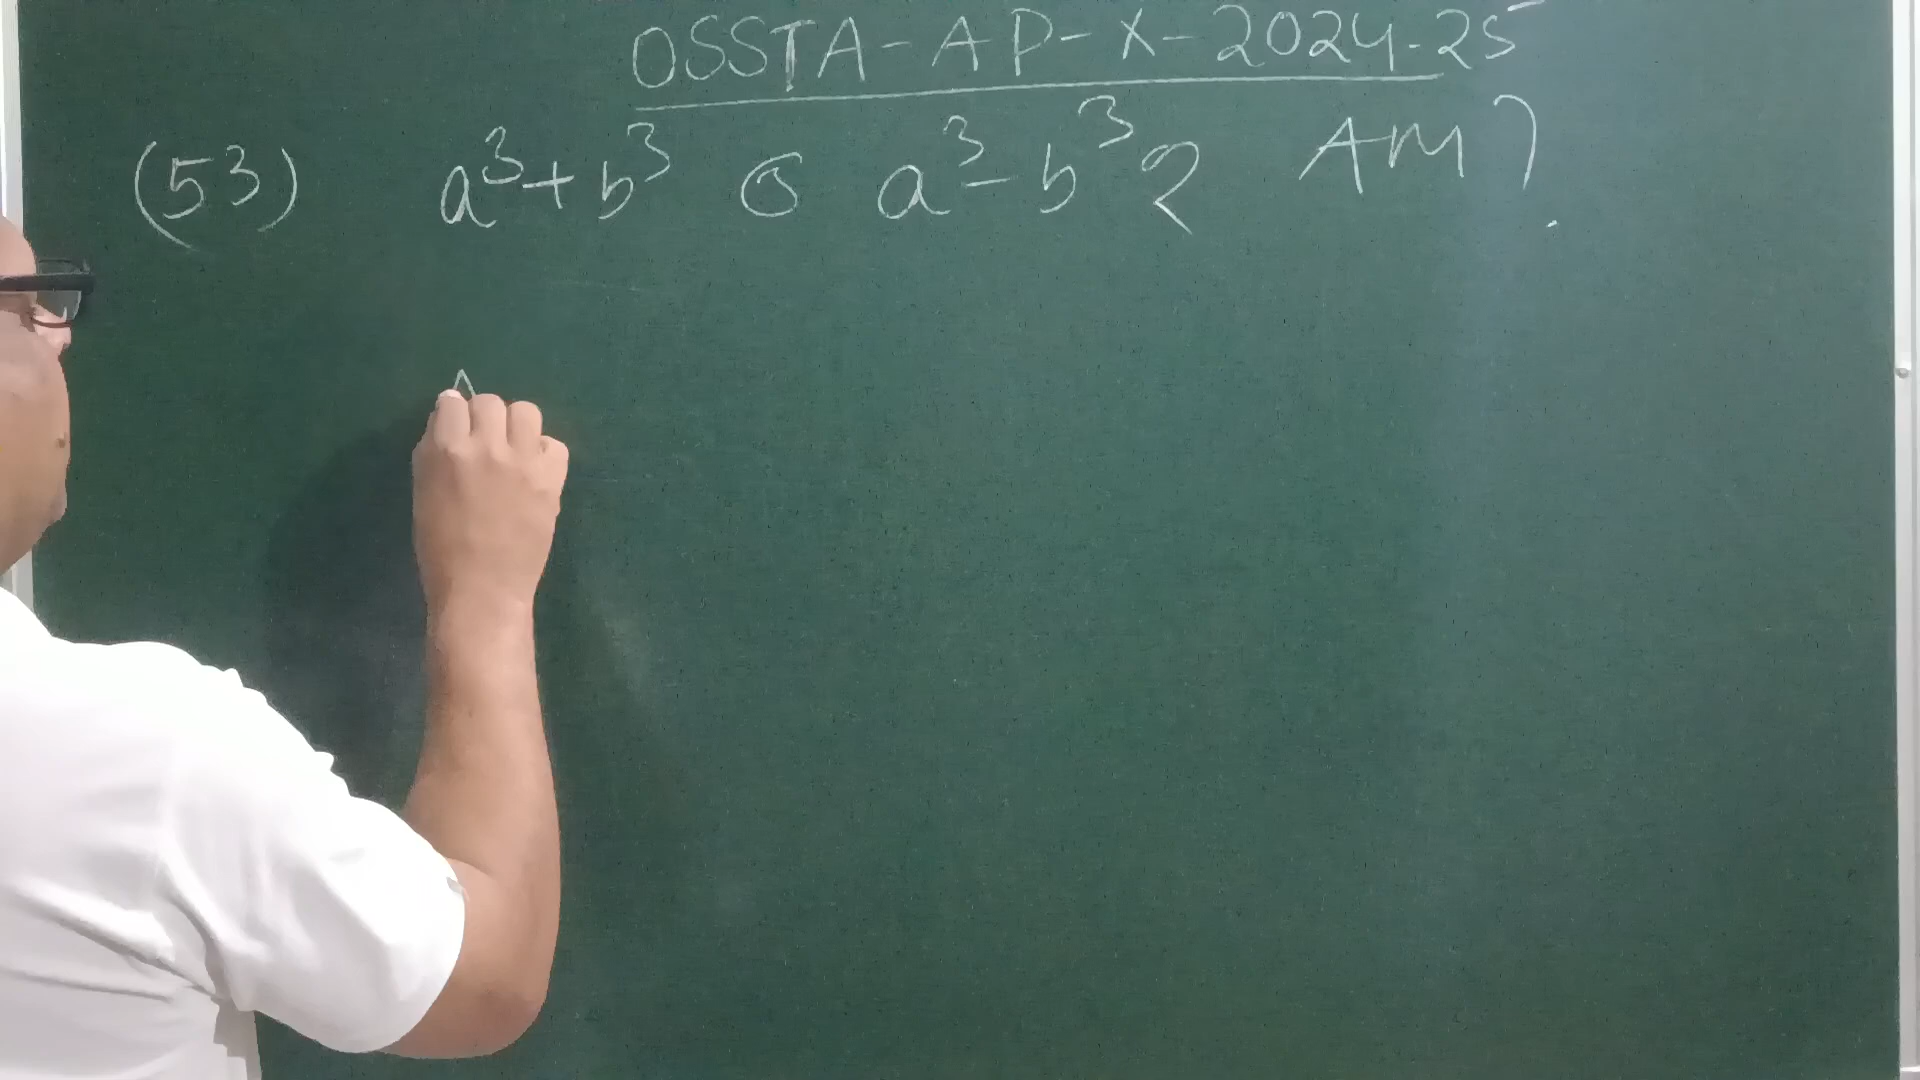 OSSTA-AP-X-2024-25
(53) a³+b³ ଓ a³-b³ ର AM?
A